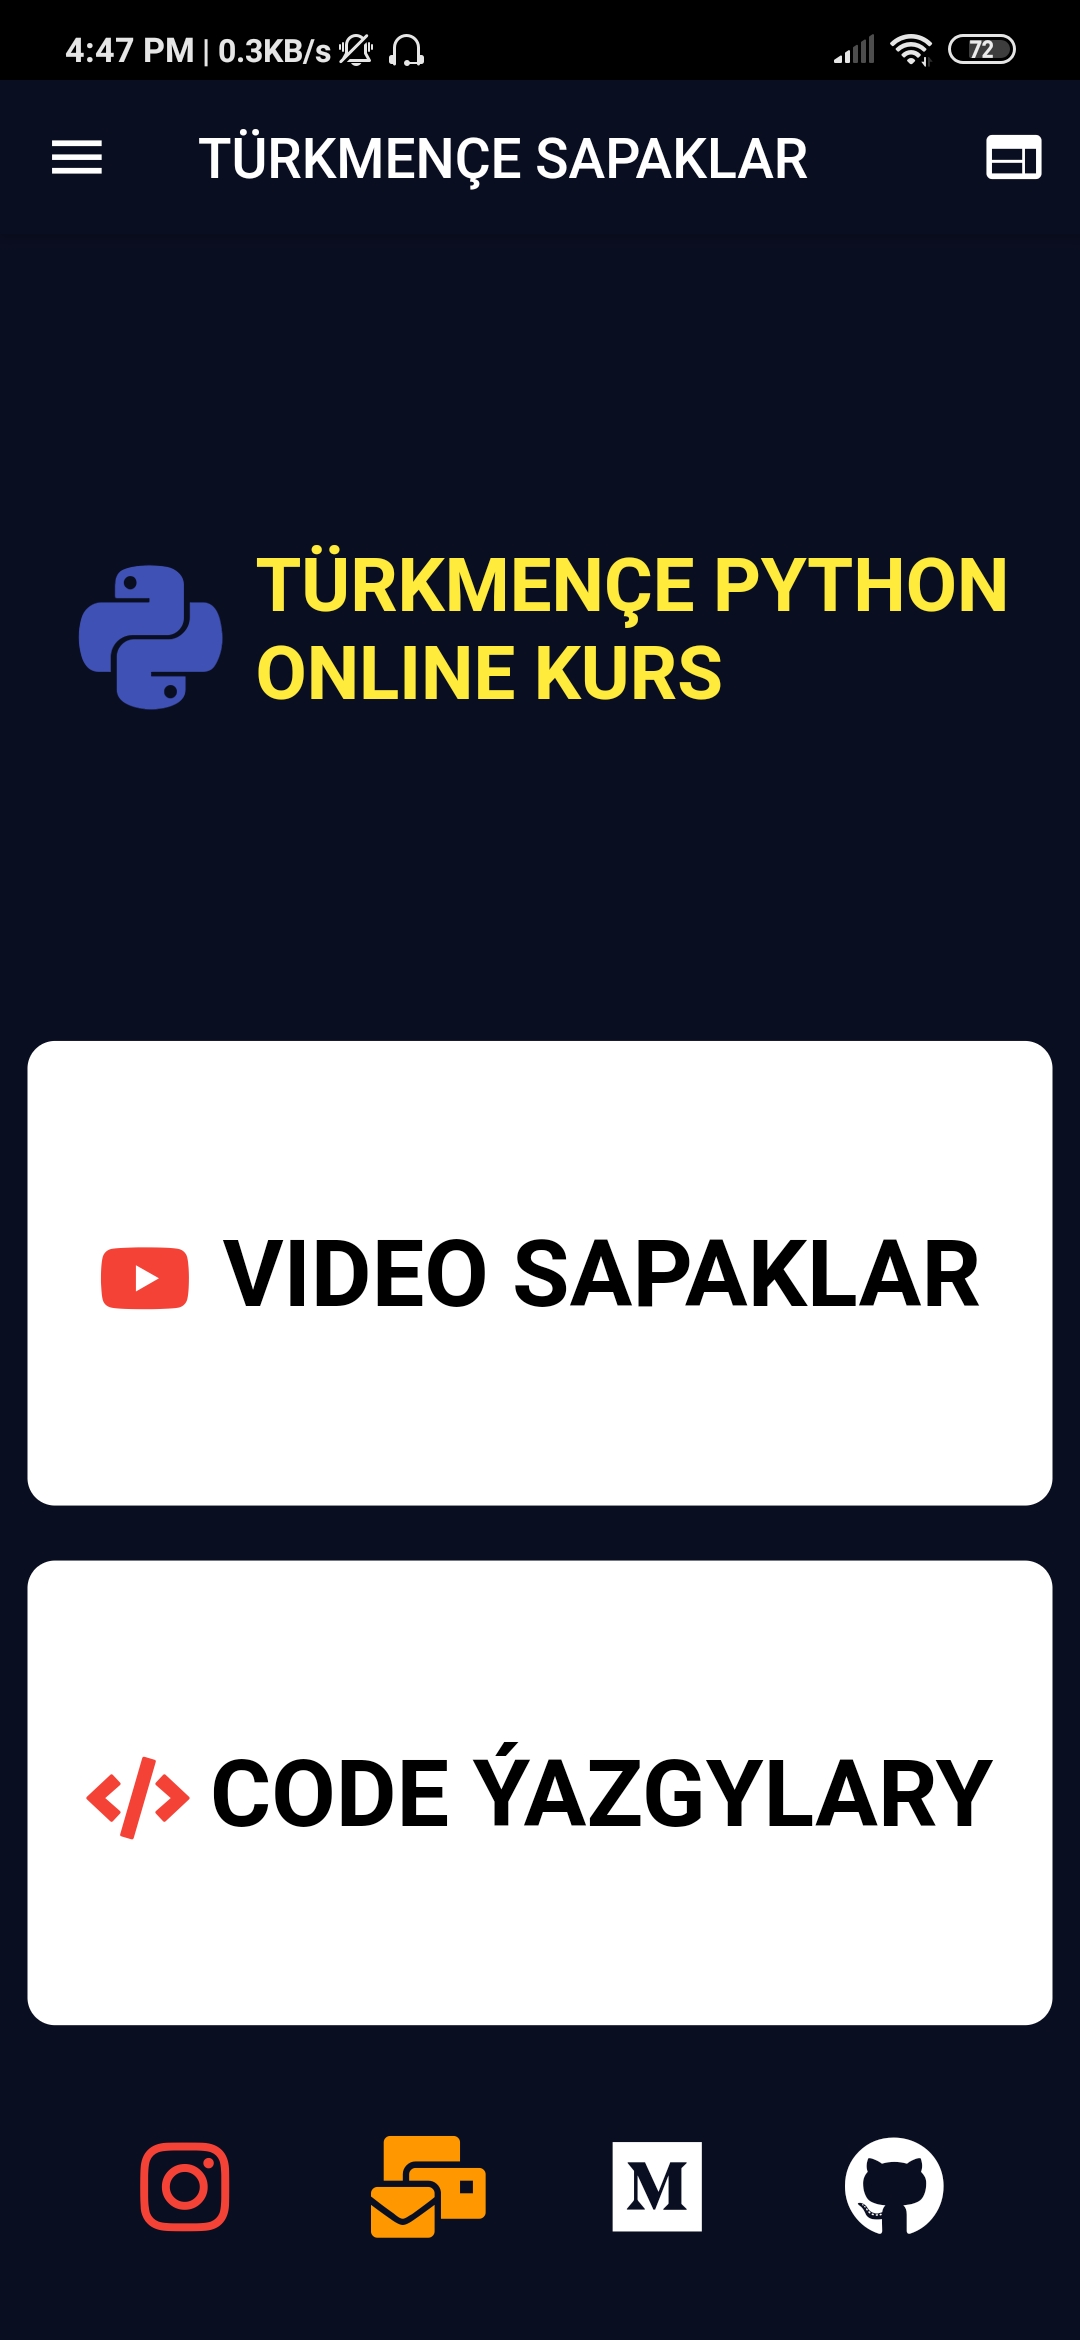 4:47 PM | 0.3KB/s
72
TÜRKMENÇE SAPAKLAR
TÜRKMENÇE PYTHON
ONLINE KURS
VIDEO SAPAKLAR
CODE ÝAZGYLARY